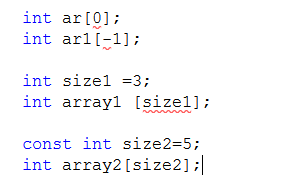 int ar[0];
int ar1[-1];
int size1 =3;
int array1 [size1];
const int size2=5;
int array2[size2];